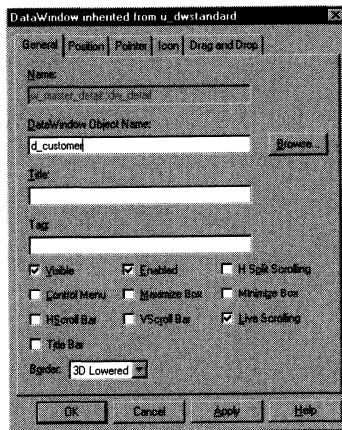 DataWindow inherited from u_dwstandard
General Position Pointer Icon Drag and Drop
Name:
w_master_detail.dw_detail
DataWindow Object Name:
d_customer
Browse...
Title:
Tag:
Visible Enabled H Split Scrolling
Control Menu Maximize Box Minimize Box
HScroll Bar VScroll Bar Live Scrolling
Title Bar
Border: 3D Lowered
OK Cancel Apply Help